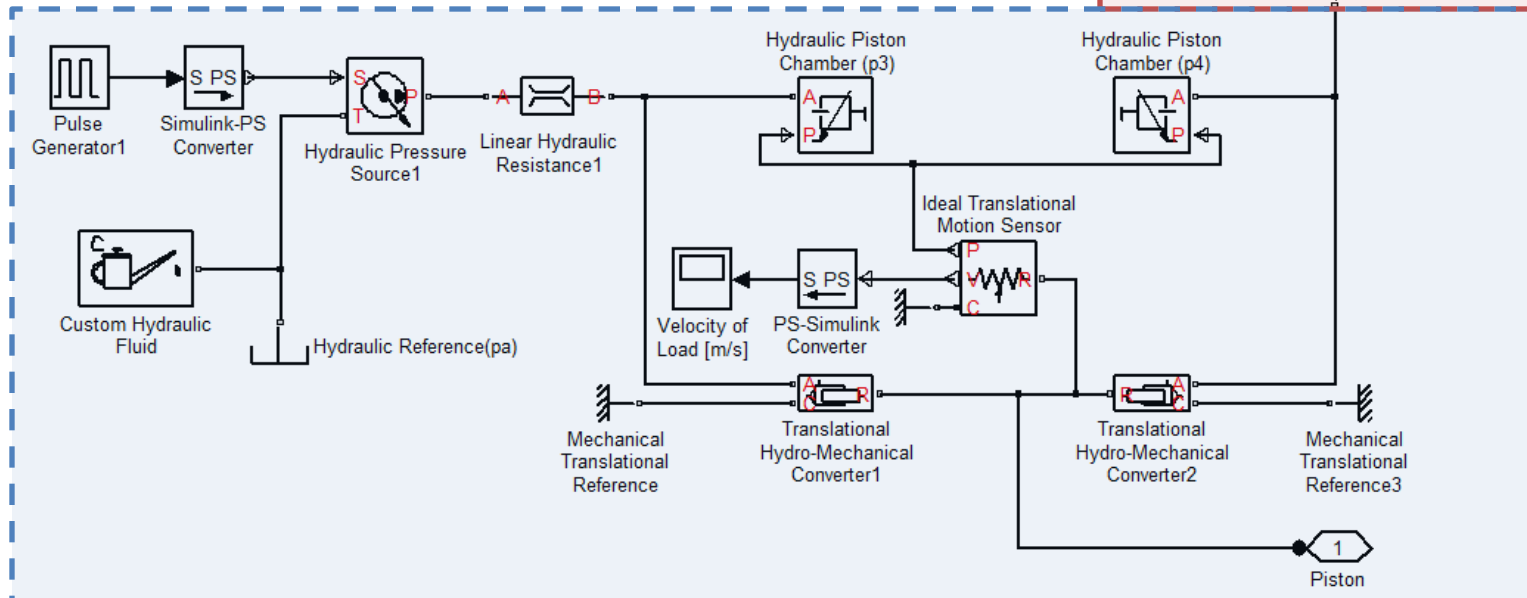 Hydraulic Piston
Chamber (p3)
Hydraulic Piston
Chamber (p4)
S PS
Pulse
Generator1
Simulink-PS
Converter
S
P
T
Hydraulic Pressure
Source1
A
B
Linear Hydraulic
Resistance1
A
P
A
P
C
Custom Hydraulic
Fluid
Hydraulic Reference(pa)
Ideal Translational
Motion Sensor
P
V
R
C
S PS
Velocity of
Load [m/s]
PS-Simulink
Converter
A
C
R
R
A
C
Mechanical
Translational
Reference
Translational
Hydro-Mechanical
Converter1
Translational
Hydro-Mechanical
Converter2
Mechanical
Translational
Reference3
1
Piston